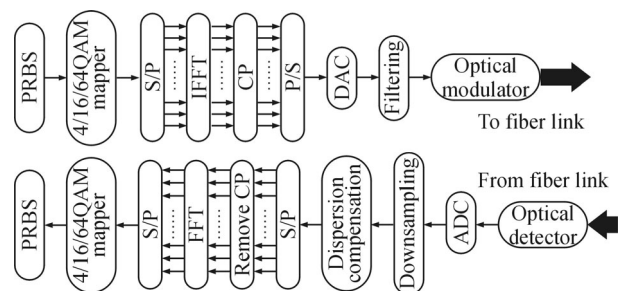 PRBS
4/16/64QAM
mapper
S/P
IFFT
CP
P/S
DAC
Filtering
Optical
modulator
To fiber link
PRBS
4/16/64QAM
mapper
S/P
FFT
Remove CP
S/P
Dispersion
compensation
Downsampling
ADC
From fiber link
Optical
detector